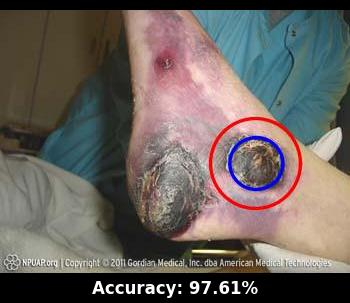 NPUAP.org | Copyright © 2011 Gordian Medical, Inc. dba American Medical Technologies
Accuracy: 97.61%